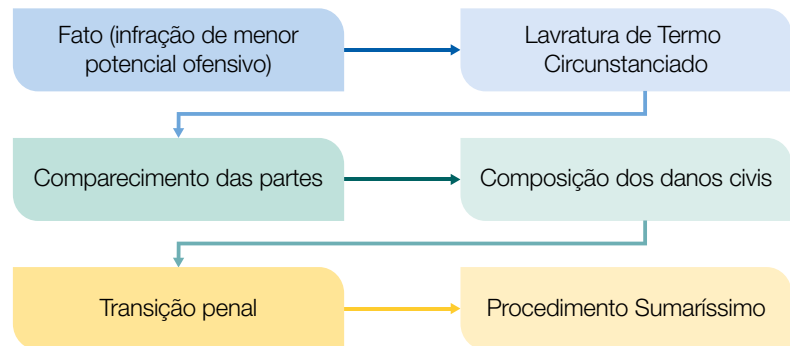 Fato (infração de menor
potencial ofensivo)
Lavratura de Termo
Circunstanciado
Comparecimento das partes
Composição dos danos civis
Transição penal
Procedimento Sumaríssimo